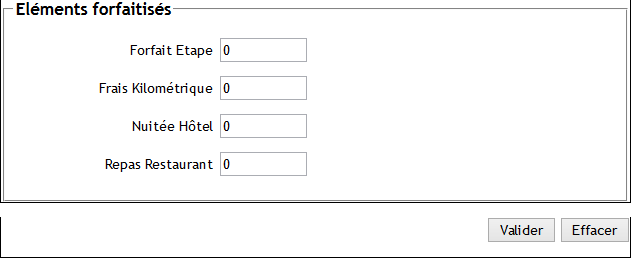 Eléments forfaitisés
Forfait Etape 0
Frais Kilométrique 0
Nuitée Hôtel 0
Repas Restaurant 0
Valider Effacer